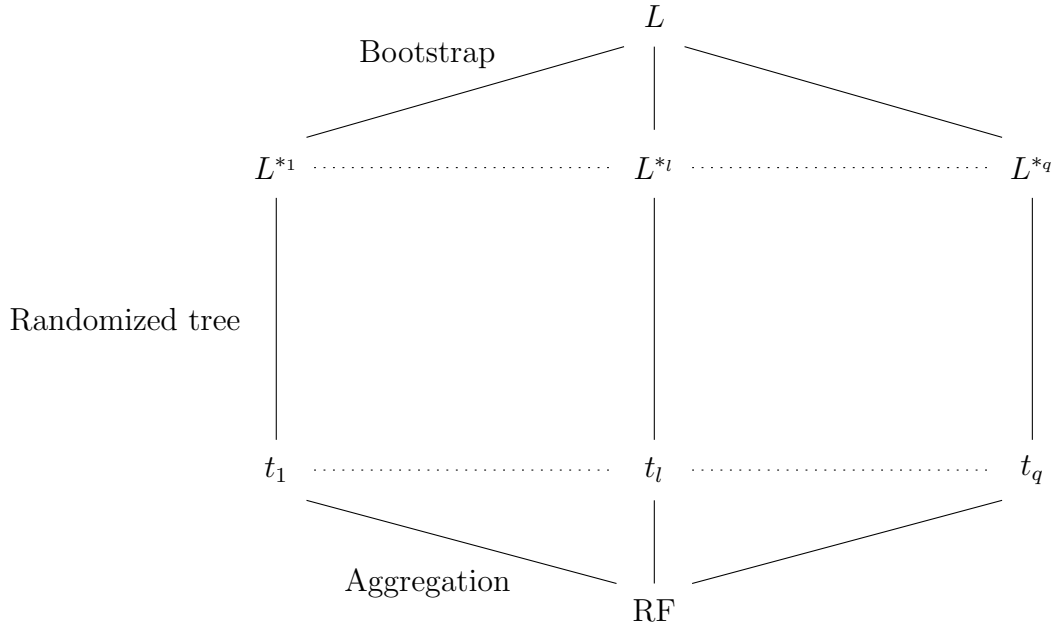 L
Bootstrap
L*1 L*l L*q
Randomized tree
t1 tl tq
Aggregation
RF